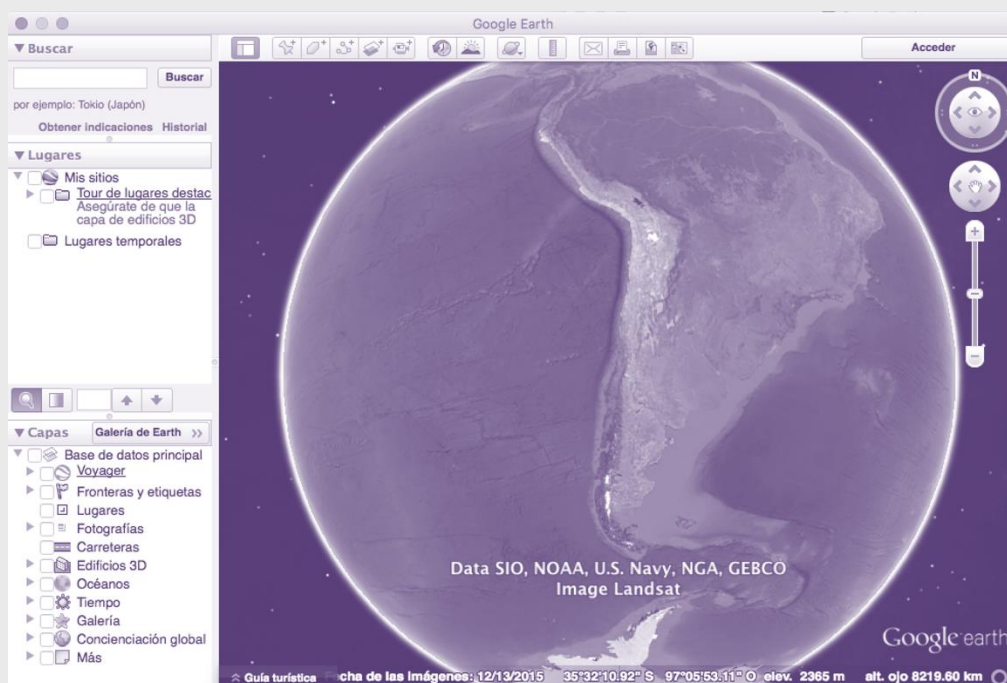 Google Earth
▼ Buscar
Buscar
por ejemplo: Tokio (Japón)
Obtener indicaciones Historial
▼ Lugares
Mis sitios
Tour de lugares destac
Asegúrate de que la
capa de edificios 3D
Lugares temporales
▼ Capas
Galería de Earth >>
Base de datos principal
Voyager
Fronteras y etiquetas
Lugares
Fotografías
Carreteras
Edificios 3D
Océanos
Tiempo
Galería
Concienciación global
Más
Acceder
N
Data SIO, NOAA, U.S. Navy, NGA, GEBCO
Image Landsat
Google earth
Guía turística
cha de las imágenes: 12/13/2015 35°32'10.92" S 97°05'53.11" O elev. 2365 m alt. ojo 8219.60 km